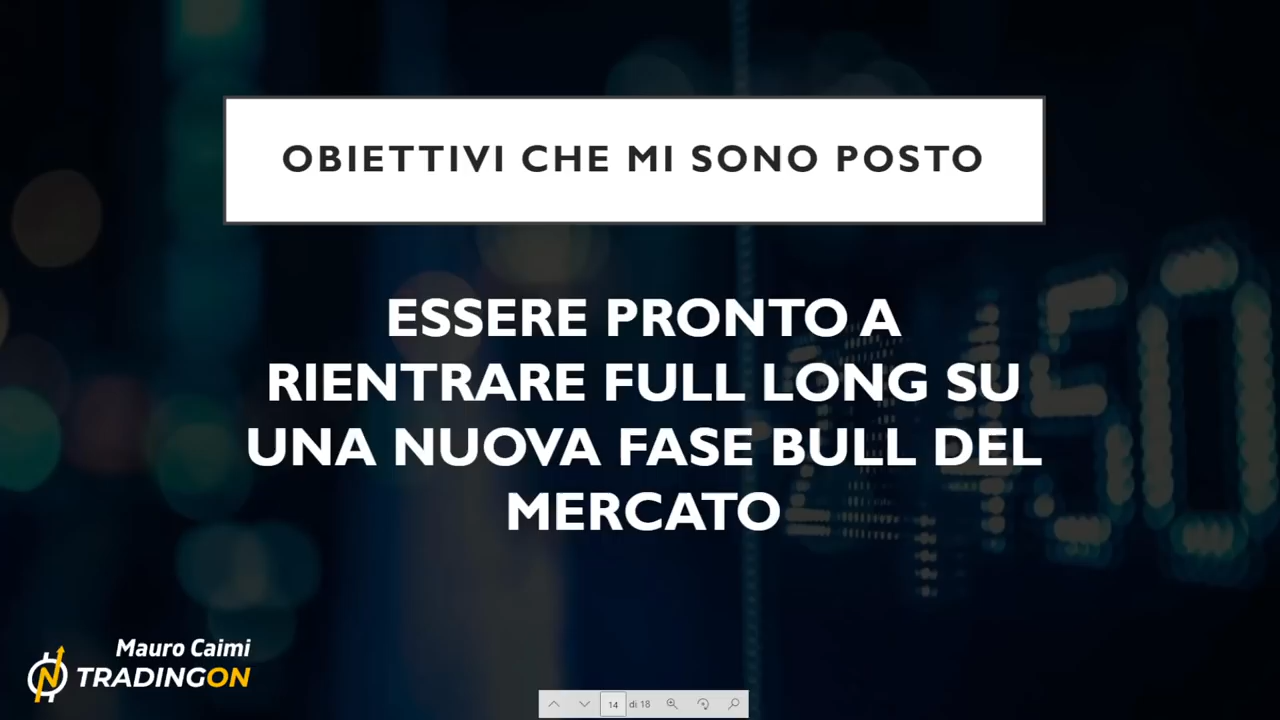 OBIETTIVI CHE MI SONO POSTO
ESSERE PRONTO A
RIENTRARE FULL LONG SU
UNA NUOVA FASE BULL DEL
MERCATO
Mauro Caimi
TRADINGON
14 di 18